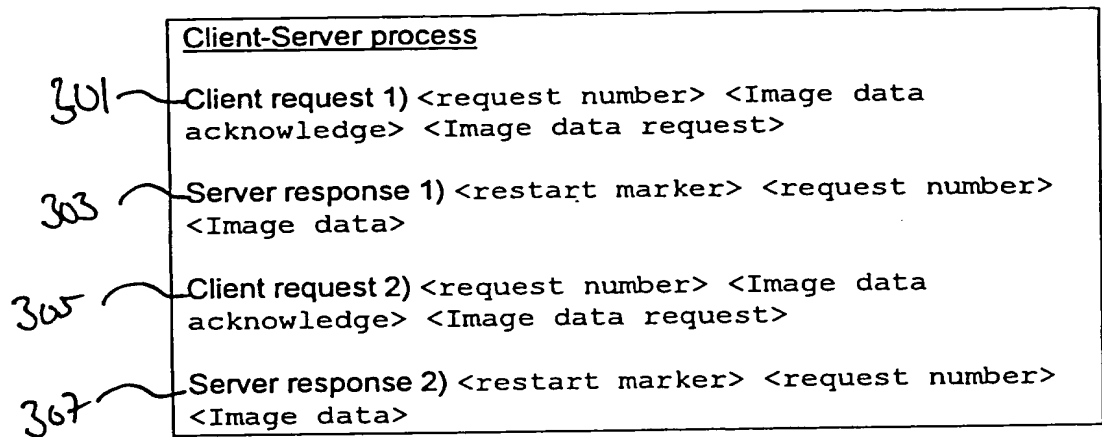 Client-Server process
301 Client request 1) <request number> <Image data
acknowledge> <Image data request>
303 Server response 1) <restart marker> <request number>
<Image data>
305 Client request 2) <request number> <Image data
acknowledge> <Image data request>
307 Server response 2) <restart marker> <request number>
<Image data>